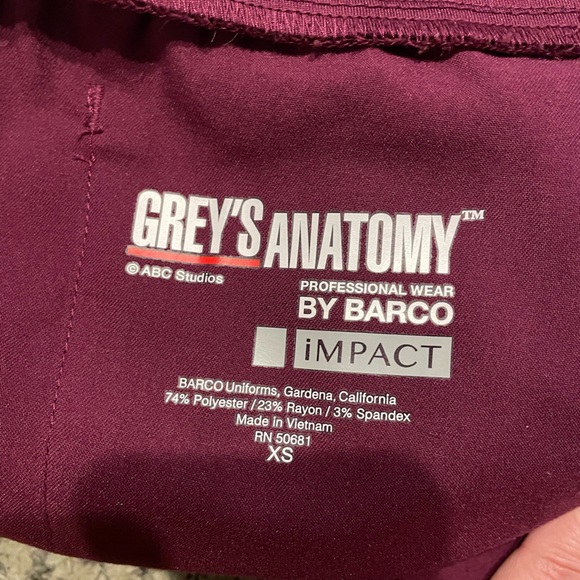 GREY'S ANATOMY™
© ABC Studios
PROFESSIONAL WEAR
BY BARCO
iMPACT
BARCO Uniforms, Gardena, California
74% Polyester / 23% Rayon / 3% Spandex
Made in Vietnam
RN 50681
XS